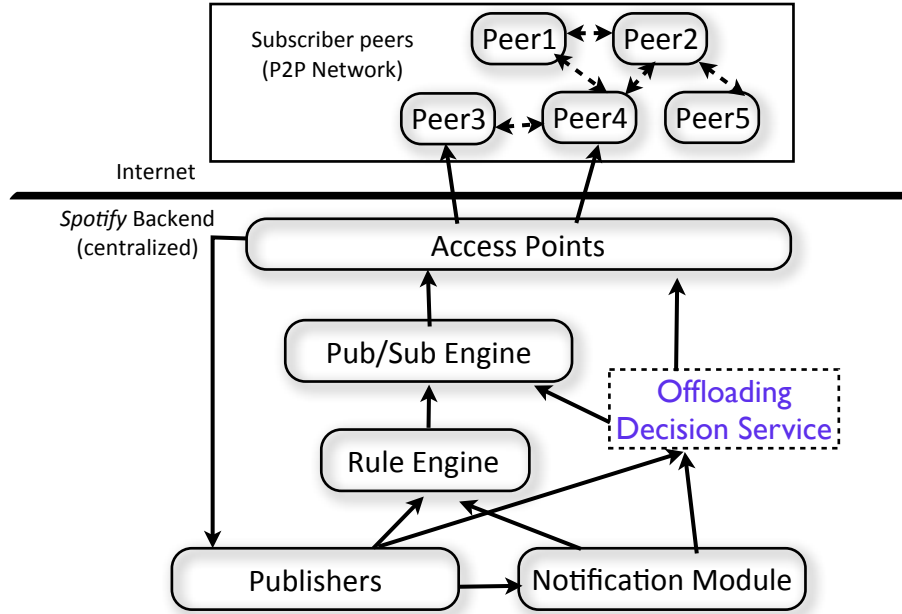 Subscriber peers
(P2P Network)
Peer1
Peer2
Peer3
Peer4
Peer5
Internet
Spotify Backend
(centralized)
Access Points
Pub/Sub Engine
Offloading
Decision Service
Rule Engine
Publishers
Notification Module